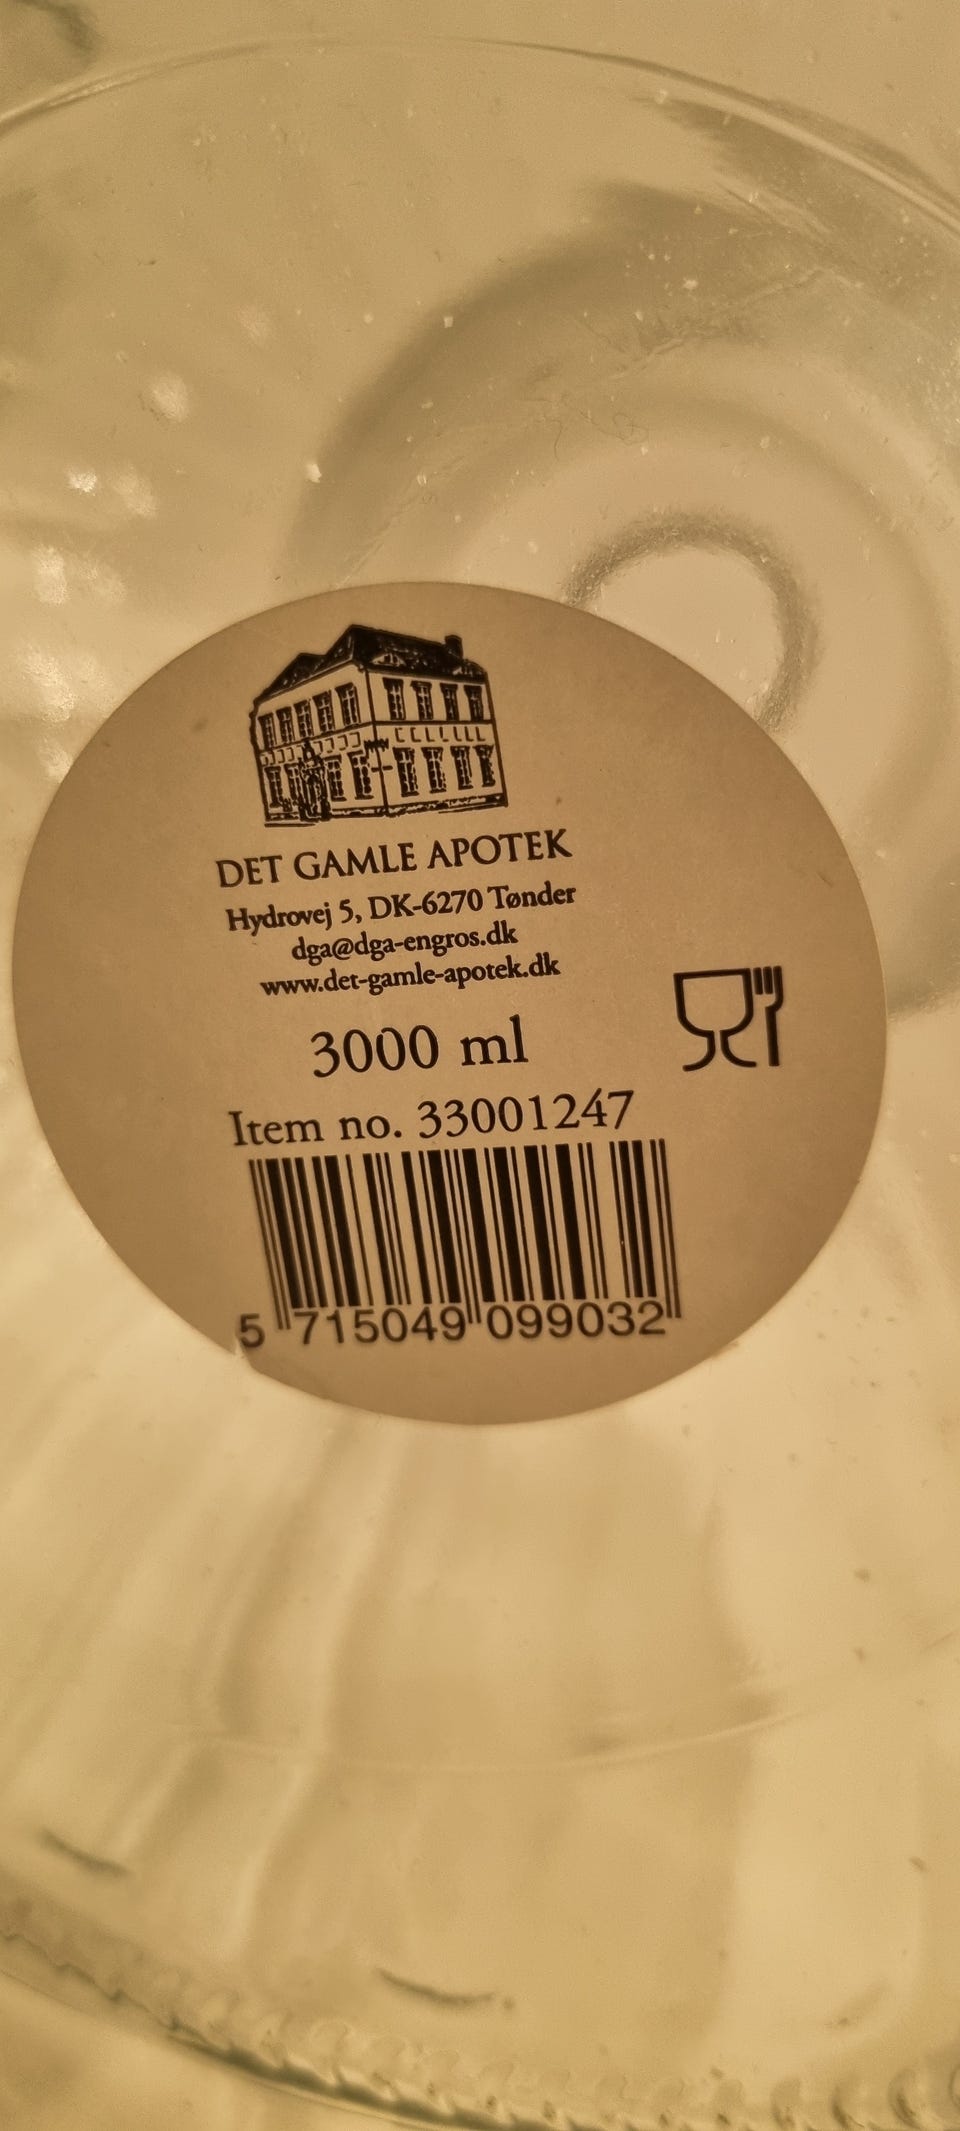 DET GAMLE APOTEK
Hydrovej 5, DK-6270 Tønder
dga@dga-engros.dk
www.det-gamle-apotek.dk
3000 ml
Item no. 33001247
5 715049 099032